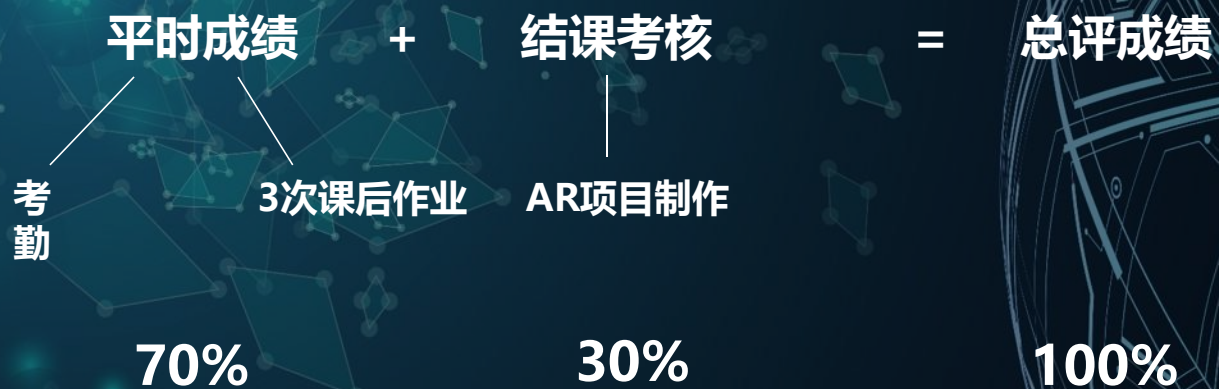 平时成绩 + 结课考核 = 总评成绩
考勤
3次课后作业
AR项目制作
70% 30% 100%